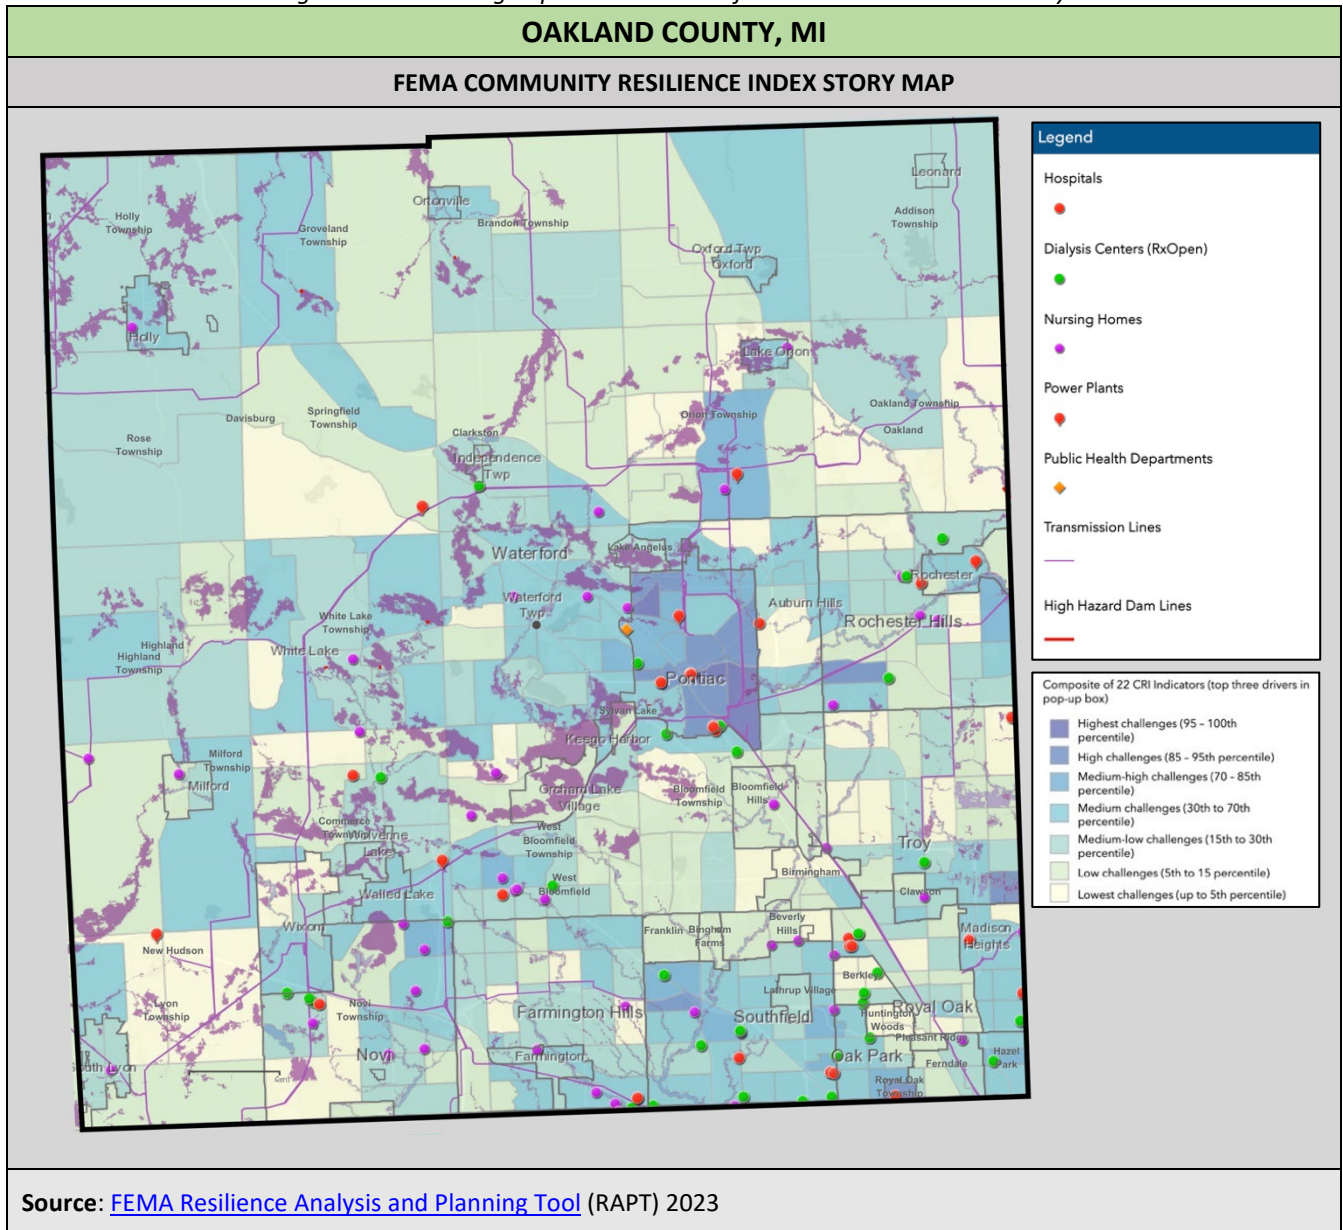 OAKLAND COUNTY, MI
FEMA COMMUNITY RESILIENCE INDEX STORY MAP
Leonard
Holly
Township
Groveland
Township
Ortonville
Brandon Township
Addison
Township
Oxford Twp
Oxford
Holly
Lake Orion
Davisburg
Springfield
Township
Orion Township
Oakland Township
Oakland
Rose
Township
Clarkston
Independence
Twp
Waterford
Lake Angelus
Rochester
Waterford
Twp
Auburn Hills
Rochester Hills
White Lake
Township
White Lake
Highland
Highland
Township
Pontiac
Sylvan Lake
Keego Harbor
Milford
Township
Milford
Orchard Lake
Village
Bloomfield
Township
Bloomfield
Hills
Commerce
Township
Wolverine
Lake
West
Bloomfield
Township
Troy
Birmingham
West
Bloomfield
Walled Lake
Clawson
Wixom
Franklin
Bingham
Farms
Beverly
Hills
Madison
Heights
New Hudson
Berkley
Lathrup Village
Lyon
Township
Novi
Township
Farmington Hills
Southfield
Royal Oak
Huntington
Woods
Pleasant Ridge
Novi
Farmington
Oak Park
Ferndale
Hazel
Park
South Lyon
Royal Oak
Township
Legend
Hospitals
Dialysis Centers (RxOpen)
Nursing Homes
Power Plants
Public Health Departments
Transmission Lines
High Hazard Dam Lines
Composite of 22 CRI Indicators (top three drivers in
pop-up box)
Highest challenges (95 - 100th
percentile)
High challenges (85 - 95th percentile)
Medium-high challenges (70 - 85th
percentile)
Medium challenges (30th to 70th
percentile)
Medium-low challenges (15th to 30th
percentile)
Low challenges (5th to 15 percentile)
Lowest challenges (up to 5th percentile)
Source: FEMA Resilience Analysis and Planning Tool (RAPT) 2023